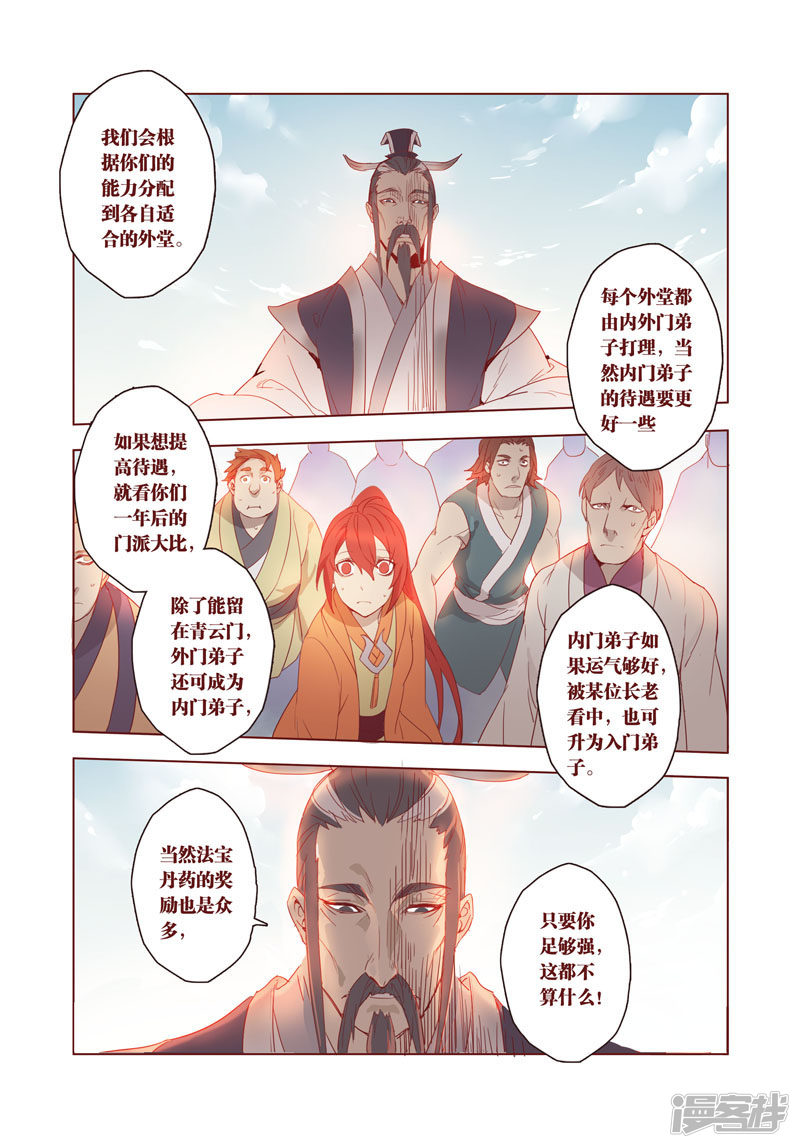 我们会根
据你们的
能力分配
到各自适
合的外堂。
每个外堂都
由内外门弟
子打理，当
然内门弟子
的待遇要更
好一些
如果想提
高待遇，
就看你们
一年后的
门派大比，
除了能留
在青云门，
外门弟子
还可成为
内门弟子，
内门弟子如
果运气够好，
被某位长老
看中，也可
升为入门弟
子。
当然法宝
丹药的奖
励也是众
多，
只要你
足够强，
这都不
算什么！
漫客栈